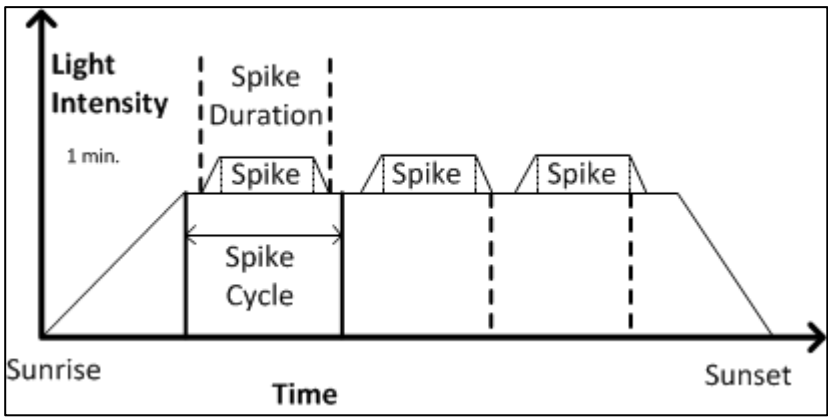 Light
Intensity
Spike
Duration
1 min.
Spike
Spike
Spike
Spike
Cycle
Sunrise
Time
Sunset